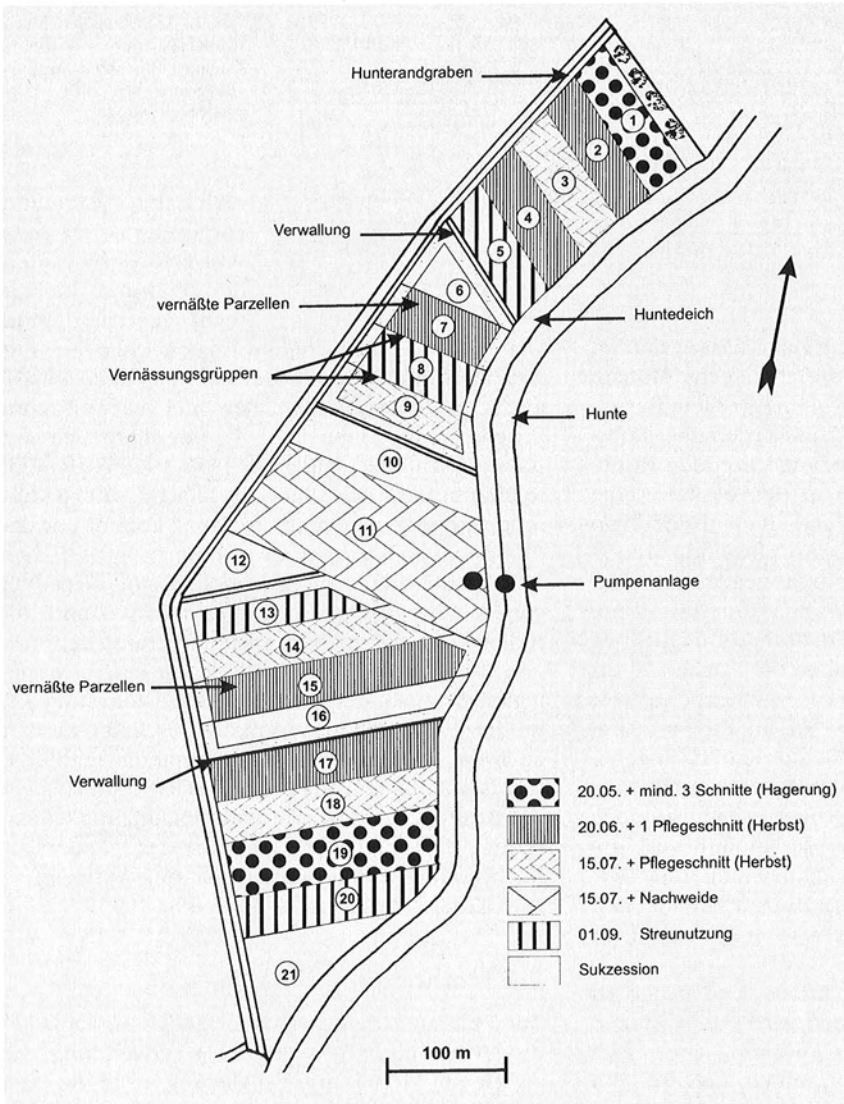 Hunterandgraben
1
2
3
4
Verwallung
5
6
vernäßte Parzellen
7
Huntedeich
8
Vernässungsgrüppen
9
Hunte
10
11
12
Pumpenanlage
13
14
vernäßte Parzellen
15
16
Verwallung
17
18
19
20
21
20.05. + mind. 3 Schnitte (Hagerung)
20.06. + 1 Pflegeschnitt (Herbst)
15.07. + Pflegeschnitt (Herbst)
15.07. + Nachweide
01.09. Streunutzung
Sukzession
100 m